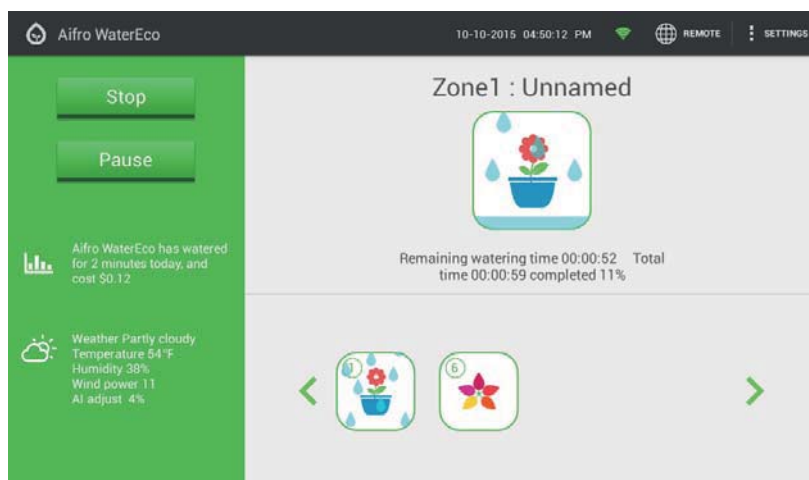 Aifro WaterEco
10-10-2015 04:50:12 PM
REMOTE
SETTINGS
Stop
Pause
Aifro WaterEco has watered
for 2 minutes today, and
cost $0.12
Weather Partly cloudy
Temperature 54°F
Humidity 38%
Wind power 11
AI adjust 4%
Zone1 : Unnamed
Remaining watering time 00:00:52 Total
time 00:00:59 completed 11%
1
6